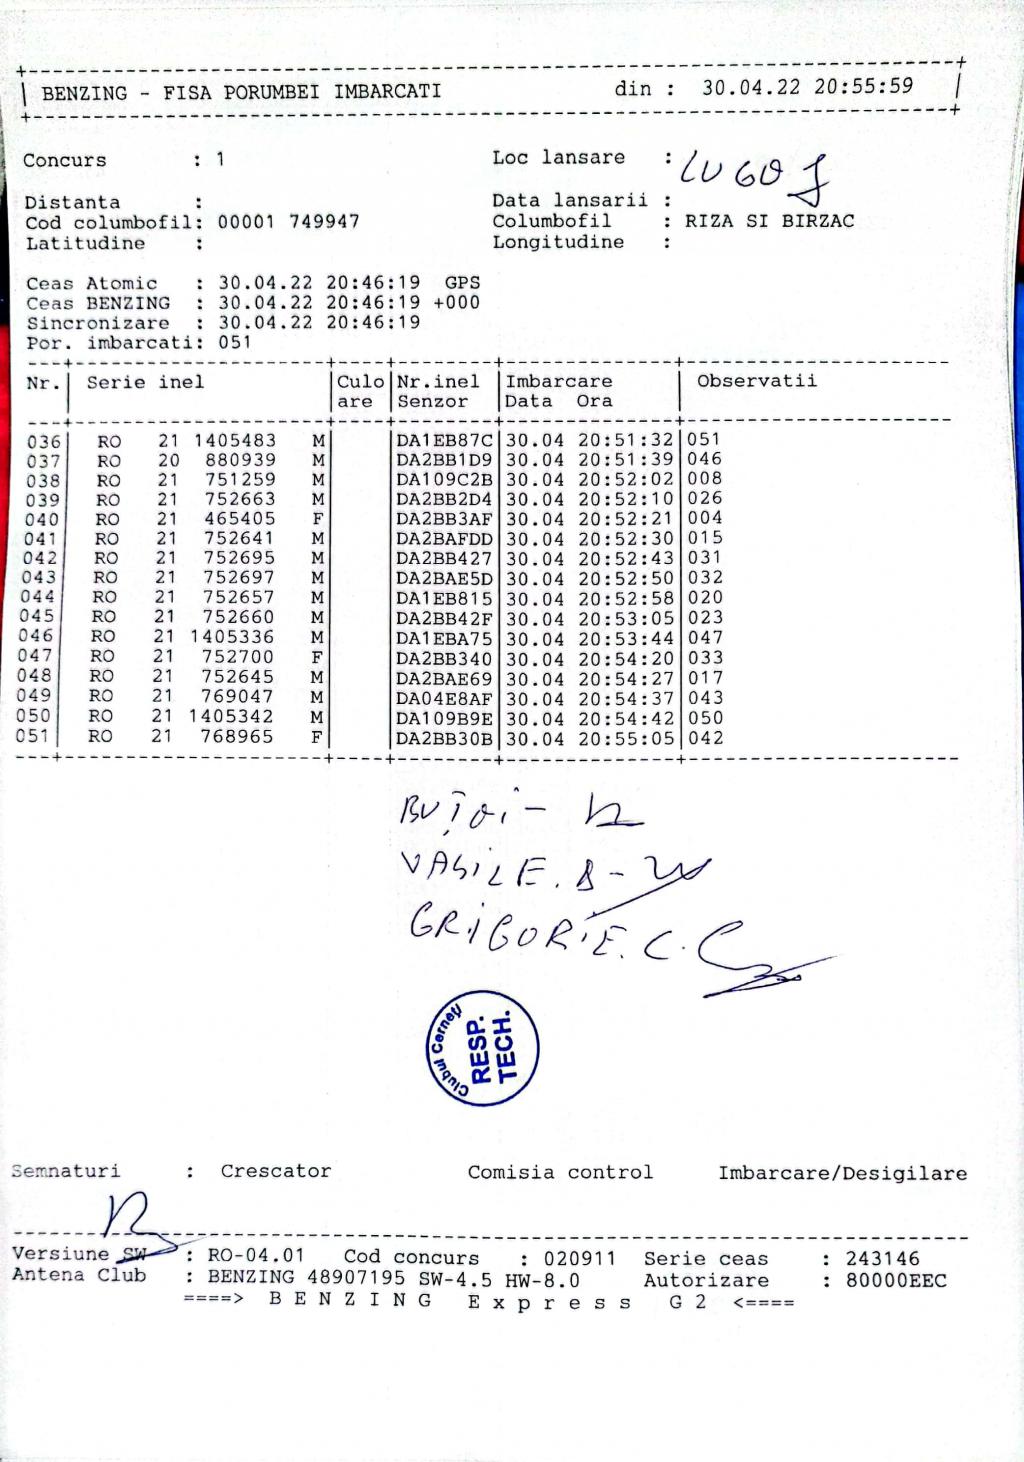 BENZING - FISA PORUMBEI IMBARCATI din : 30.04.22 20:55:59
Concurs : 1 Loc lansare : LUGOJ
Distanta : Data lansarii :
Cod columbofil: 00001 749947 Columbofil : RIZA SI BIRZAC
Latitudine : Longitudine :
Ceas Atomic : 30.04.22 20:46:19 GPS
Ceas BENZING : 30.04.22 20:46:19 +000
Sincronizare : 30.04.22 20:46:19
Por. imbarcati: 051
Nr. Serie inel Culo Nr.inel Imbarcare Observatii
are Senzor Data Ora
036 RO 21 1405483 M DA1EB87C 30.04 20:51:32 051
037 RO 20 880939 M DA2BB1D9 30.04 20:51:39 046
038 RO 21 751259 M DA109C2B 30.04 20:52:02 008
039 RO 21 752663 M DA2BB2D4 30.04 20:52:10 026
040 RO 21 465405 F DA2BB3AF 30.04 20:52:21 004
041 RO 21 752641 M DA2BAFDD 30.04 20:52:30 015
042 RO 21 752695 M DA2BB427 30.04 20:52:43 031
043 RO 21 752697 M DA2BAE5D 30.04 20:52:50 032
044 RO 21 752657 M DA1EB815 30.04 20:52:58 020
045 RO 21 752660 M DA2BB42F 30.04 20:53:05 023
046 RO 21 1405336 M DA1EBA75 30.04 20:53:44 047
047 RO 21 752700 F DA2BB340 30.04 20:54:20 033
048 RO 21 752645 M DA2BAE69 30.04 20:54:27 017
049 RO 21 769047 M DA04E8AF 30.04 20:54:37 043
050 RO 21 1405342 M DA109B9E 30.04 20:54:42 050
051 RO 21 768965 F DA2BB30B 30.04 20:55:05 042
BUȚOI -
VASILE. B -
GRIGORIE. C.
Clubul Cerneți
RESP.
TECH.
Semnaturi : Crescator Comisia control Imbarcare/Desigilare
Versiune SW : RO-04.01 Cod concurs : 020911 Serie ceas : 243146
Antena Club : BENZING 48907195 SW-4.5 HW-8.0 Autorizare : 80000EEC
====> B E N Z I N G E x p r e s s G 2 <====